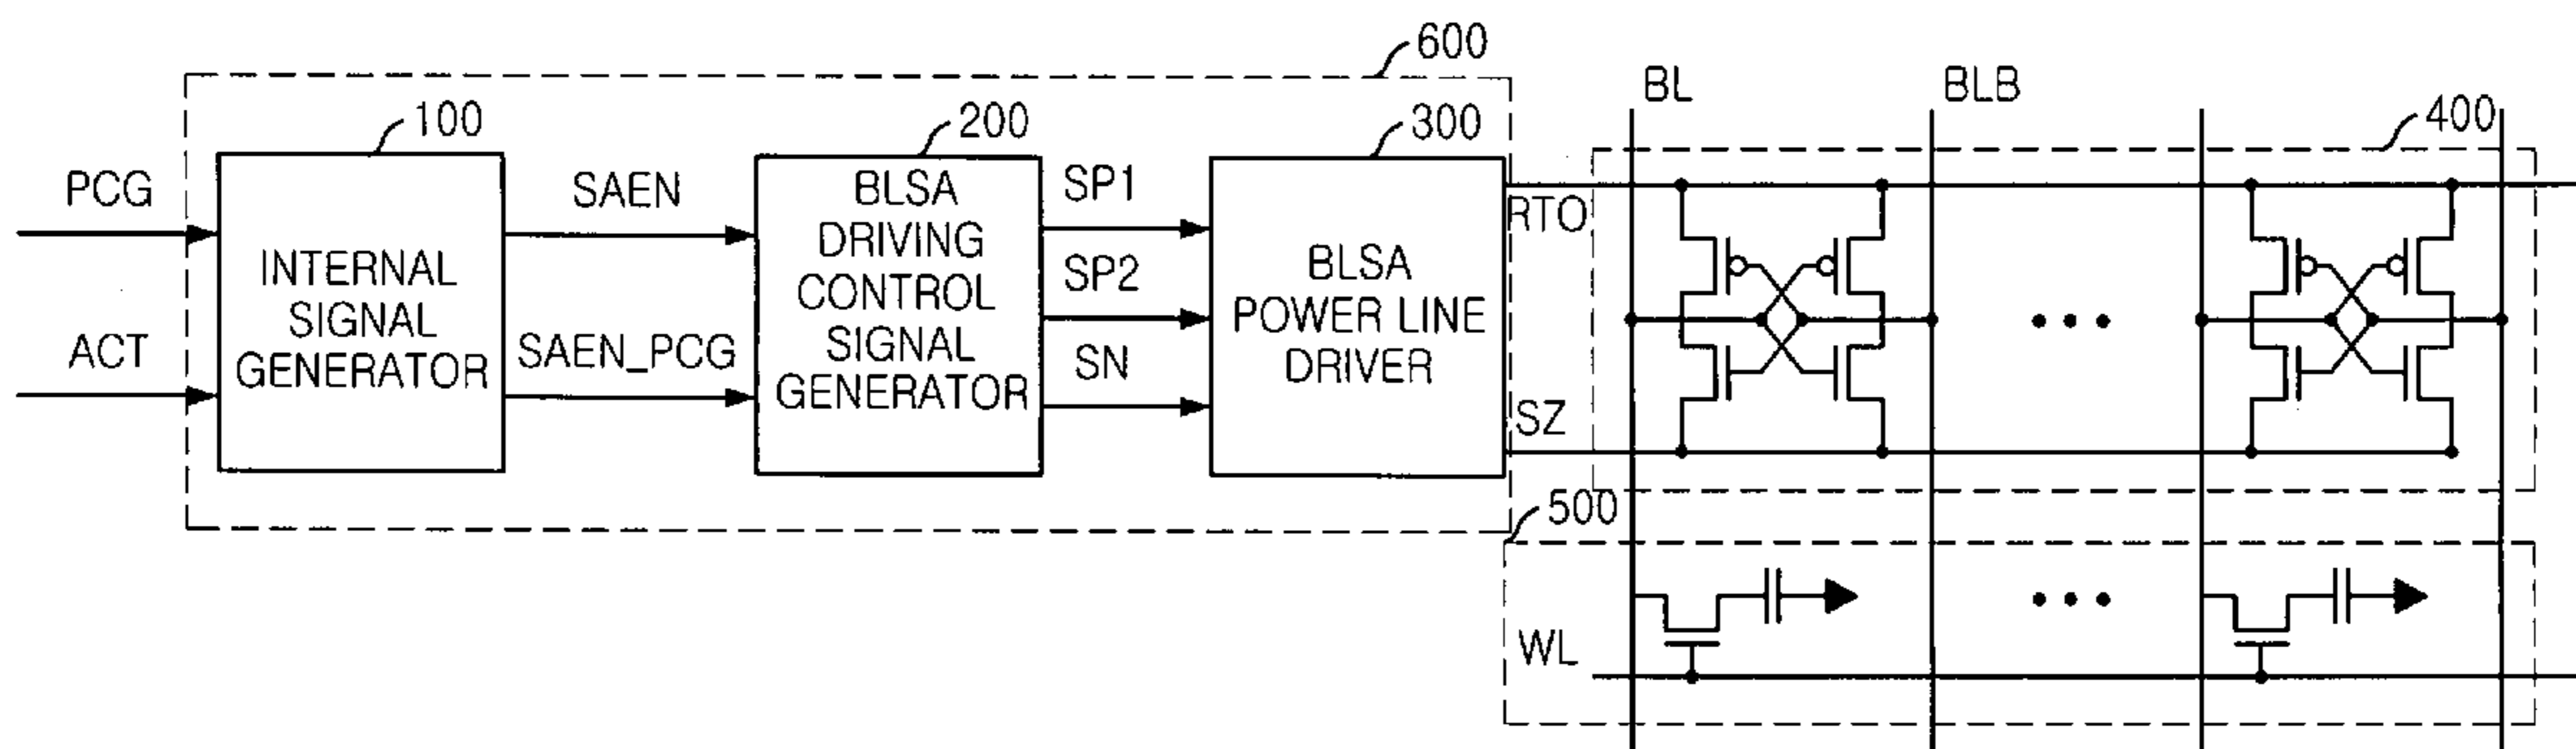 600
BL
BLB
100
200
300
400
PCG
SAEN
BLSA
DRIVING
CONTROL
SIGNAL
GENERATOR
SP1
RTO
SP2
INTERNAL
SIGNAL
GENERATOR
BLSA
POWER LINE
DRIVER
ACT
SAEN_PCG
SN
SZ
500
WL